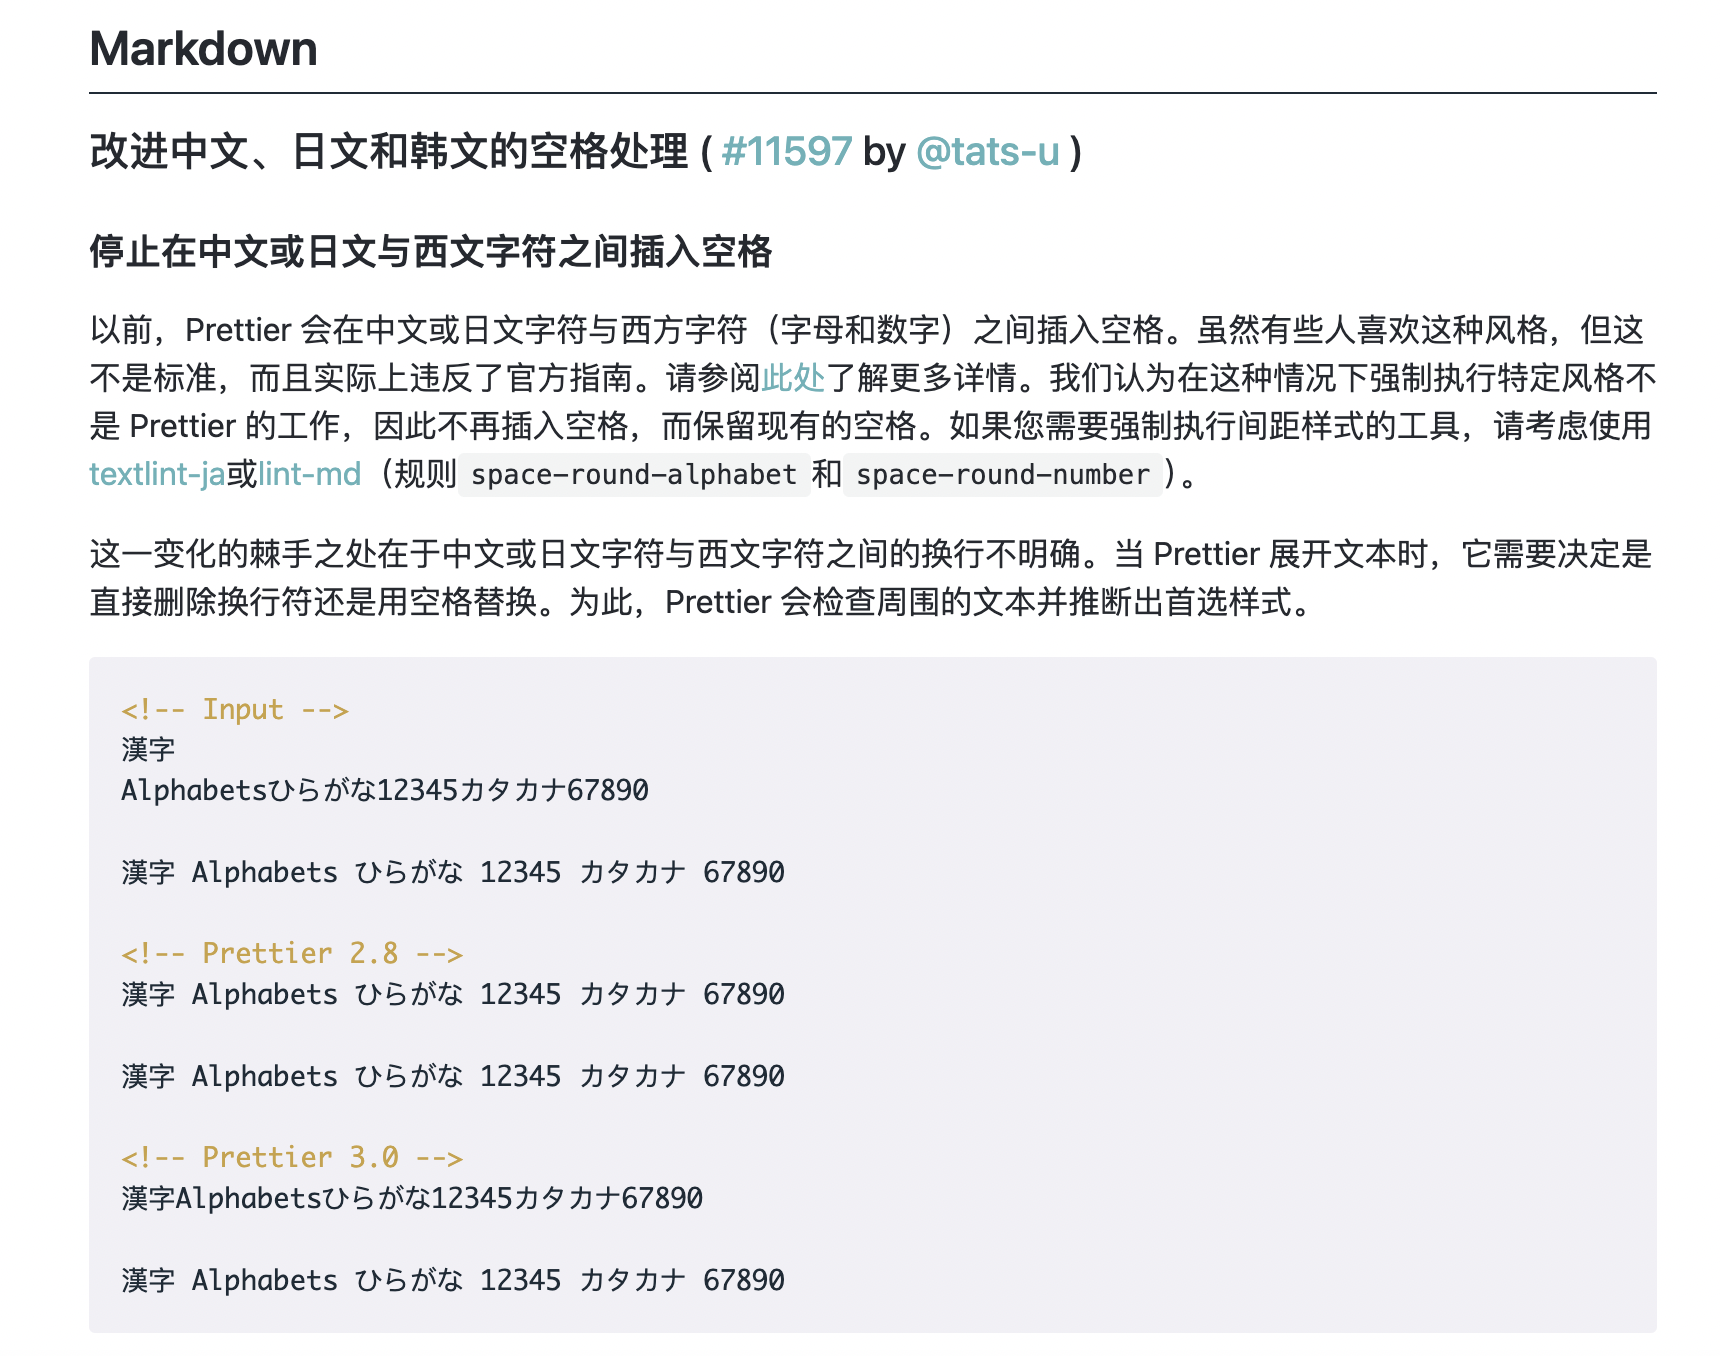 Markdown
改进中文、日文和韩文的空格处理 ( #11597 by @tats-u )
停止在中文或日文与西文字符之间插入空格
以前，Prettier 会在中文或日文字符与西方字符（字母和数字）之间插入空格。虽然有些人喜欢这种风格，但这
不是标准，而且实际上违反了官方指南。请参阅此处了解更多详情。我们认为在这种情况下强制执行特定风格不
是 Prettier 的工作，因此不再插入空格，而保留现有的空格。如果您需要强制执行间距样式的工具，请考虑使用
textlint-ja或lint-md（规则 space-round-alphabet 和 space-round-number ）。
这一变化的棘手之处在于中文或日文字符与西文字符之间的换行不明确。当 Prettier 展开文本时，它需要决定是
直接删除换行符还是用空格替换。为此，Prettier 会检查周围的文本并推断出首选样式。
<!-- Input -->
漢字
Alphabetsひらがな12345カタカナ67890
漢字 Alphabets ひらがな 12345 カタカナ 67890
<!-- Prettier 2.8 -->
漢字 Alphabets ひらがな 12345 カタカナ 67890
漢字 Alphabets ひらがな 12345 カタカナ 67890
<!-- Prettier 3.0 -->
漢字Alphabetsひらがな12345カタカナ67890
漢字 Alphabets ひらがな 12345 カタカナ 67890